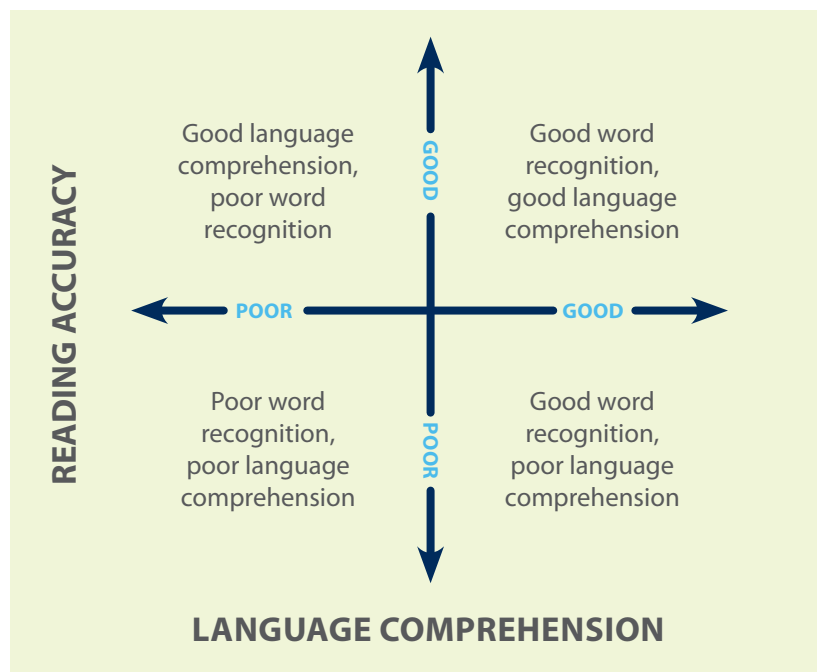 Good language
comprehension,
poor word
recognition
Good word
recognition,
good language
comprehension
GOOD
READING ACCURACY
POOR
GOOD
Poor word
recognition,
poor language
comprehension
POOR
Good word
recognition,
poor language
comprehension
LANGUAGE COMPREHENSION